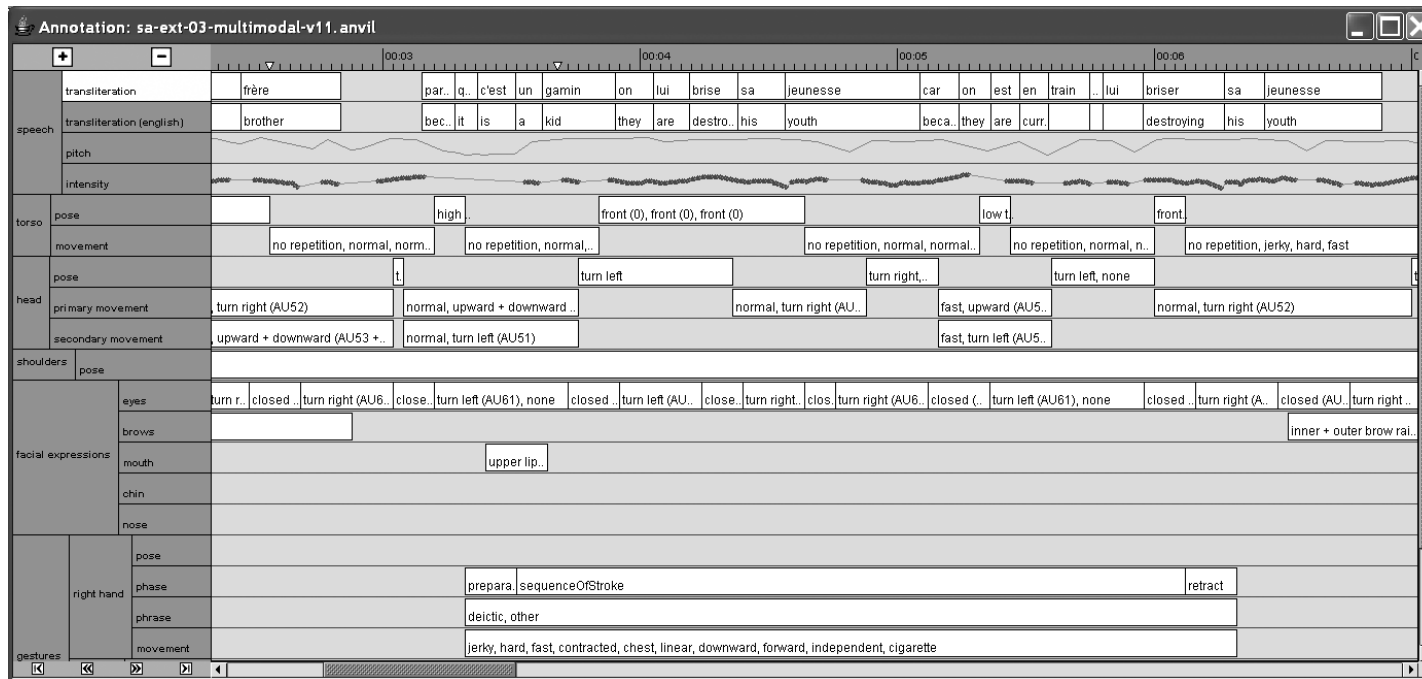 Annotation: sa-ext-03-multimodal-v11.anvil
+ - 00:03 00:04 00:05 00:06
speech
transliteration frère par.. q.. c'est un gamin on lui brise sa jeunesse car on est en train .. lui briser sa jeunesse
transliteration (english) brother bec.. it is a kid they are destro.. his youth beca.. they are curr. destroying his youth
pitch
intensity
torso
pose high .. front (0), front (0), front (0) low t.. front..
movement no repetition, normal, norm.. no repetition, normal,.. no repetition, normal, normal.. no repetition, normal, n.. no repetition, jerky, hard, fast
head
pose t. turn left turn right,.. turn left, none t
primary movement , turn right (AU52) normal, upward + downward .. normal, turn right (AU.. fast, upward (AU5.. normal, turn right (AU52)
secondary movement , upward + downward (AU53 +.. normal, turn left (AU51) fast, turn left (AU5..
shoulders pose
facial expressions
eyes turn r.. closed .. turn right (AU6.. close.. turn left (AU61), none closed .. turn left (AU.. close.. turn right.. clos.. turn right (AU6.. closed (.. turn left (AU61), none closed .. turn right (A.. closed (AU.. turn right ..
brows inner + outer brow rai..
mouth upper lip..
chin
nose
gestures
right hand
pose
phase prepara.. sequenceOfStroke retract
phrase deictic, other
movement jerky, hard, fast, contracted, chest, linear, downward, forward, independent, cigarette